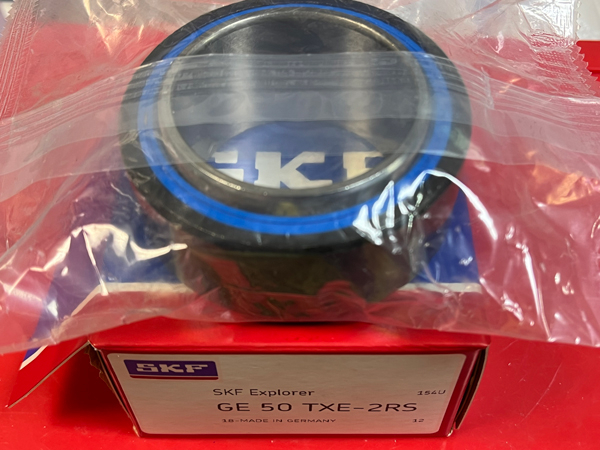 SKF
SKF
SKF Explorer
154U
GE 50 TXE-2RS
18-MADE IN GERMANY
12